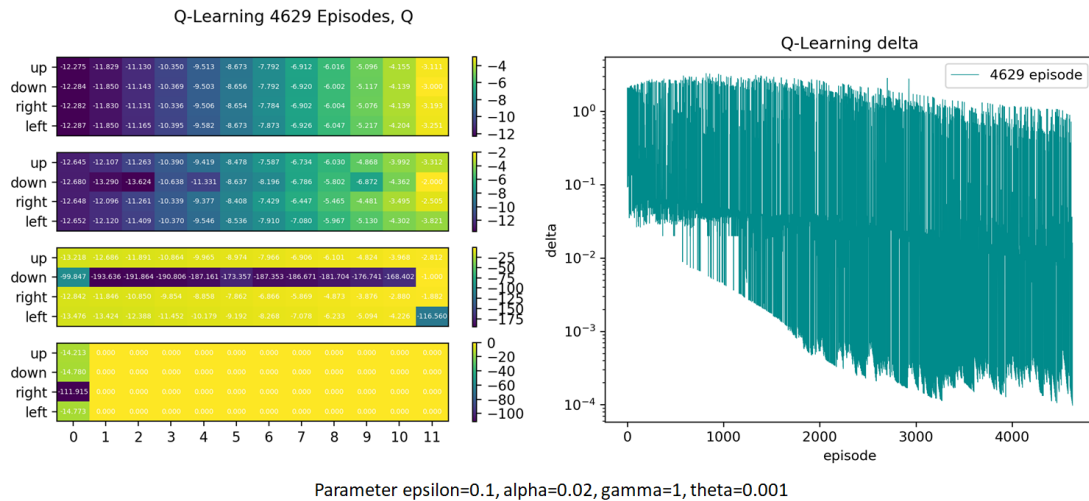 Q-Learning 4629 Episodes, Q
up -12.275 -11.829 -11.130 -10.350 -9.513 -8.673 -7.792 -6.912 -6.016 -5.096 -4.155 -3.111
down -12.284 -11.850 -11.143 -10.369 -9.503 -8.656 -7.792 -6.920 -6.002 -5.117 -4.139 -3.000
right -12.282 -11.830 -11.131 -10.336 -9.506 -8.654 -7.784 -6.902 -6.004 -5.076 -4.139 -3.193
left -12.287 -11.850 -11.165 -10.395 -9.582 -8.673 -7.873 -6.926 -6.047 -5.217 -4.204 -3.251
−4
−6
−8
−10
−12
up -12.645 -12.107 -11.263 -10.390 -9.419 -8.478 -7.587 -6.734 -6.030 -4.868 -3.992 -3.312
down -12.680 -13.290 -13.624 -10.638 -11.331 -8.637 -8.196 -6.786 -5.802 -6.872 -4.362 -2.000
right -12.648 -12.096 -11.261 -10.339 -9.377 -8.408 -7.429 -6.447 -5.465 -4.481 -3.495 -2.505
left -12.652 -12.120 -11.409 -10.370 -9.546 -8.536 -7.910 -7.080 -5.967 -5.130 -4.302 -3.821
−2
−4
−6
−8
−10
−12
up -13.218 -12.686 -11.891 -10.864 -9.965 -8.974 -7.966 -6.906 -6.101 -4.924 -3.968 -2.812
down -99.847 -193.636 -191.864 -190.806 -187.161 -173.357 -187.353 -186.671 -181.704 -176.741 -168.402 -1.000
right -12.842 -11.846 -10.850 -9.854 -8.858 -7.862 -6.866 -5.869 -4.873 -3.876 -2.880 -1.882
left -13.476 -13.424 -12.388 -11.452 -10.179 -9.192 -8.268 -7.078 -6.233 -5.094 -4.226 -116.560
−25
−50
−75
−100
−125
−150
−175
up -14.213 0.000 0.000 0.000 0.000 0.000 0.000 0.000 0.000 0.000 0.000 0.000
down -14.780 0.000 0.000 0.000 0.000 0.000 0.000 0.000 0.000 0.000 0.000 0.000
right -111.915 0.000 0.000 0.000 0.000 0.000 0.000 0.000 0.000 0.000 0.000 0.000
left -14.773 0.000 0.000 0.000 0.000 0.000 0.000 0.000 0.000 0.000 0.000 0.000
0
−20
−40
−60
−80
−100
0 1 2 3 4 5 6 7 8 9 10 11
Q-Learning delta
4629 episode
10⁰
10⁻¹
10⁻²
10⁻³
10⁻⁴
delta
0 1000 2000 3000 4000
episode
Parameter epsilon=0.1, alpha=0.02, gamma=1, theta=0.001